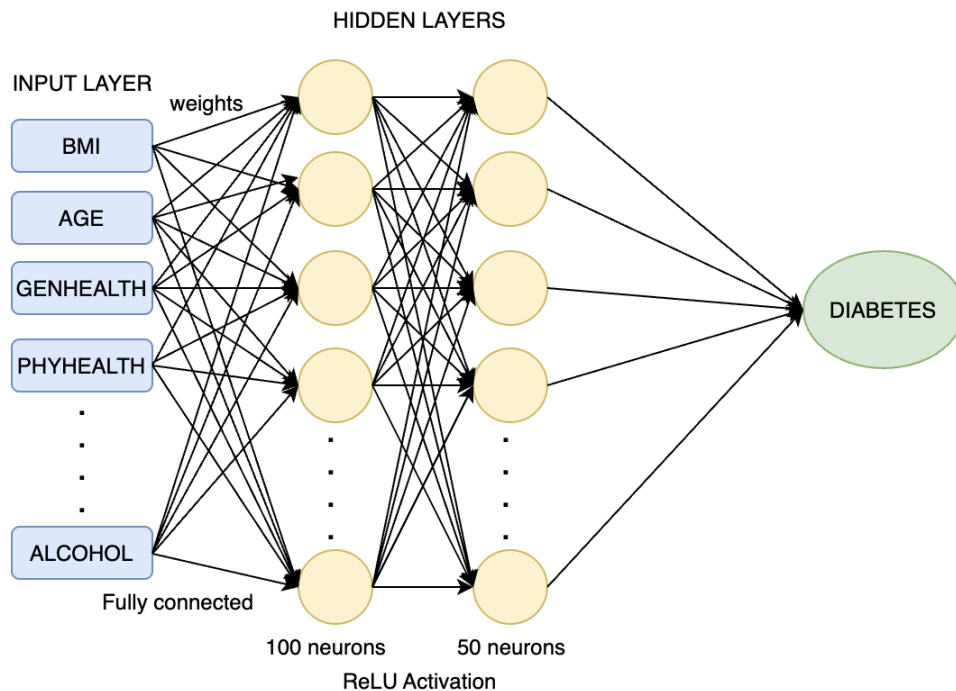 HIDDEN LAYERS
INPUT LAYER
weights
BMI
AGE
GENHEALTH
PHYHEALTH
ALCOHOL
Fully connected
DIABETES
100 neurons
50 neurons
ReLU Activation